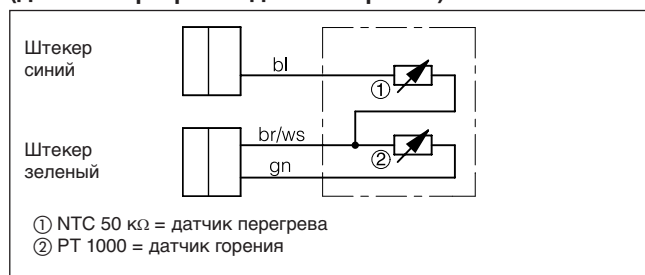 Штекер
синий
bl
①
Штекер
зеленый
br/ws
gn
②
① NTC 50 кΩ = датчик перегрева
② PT 1000 = датчик горения